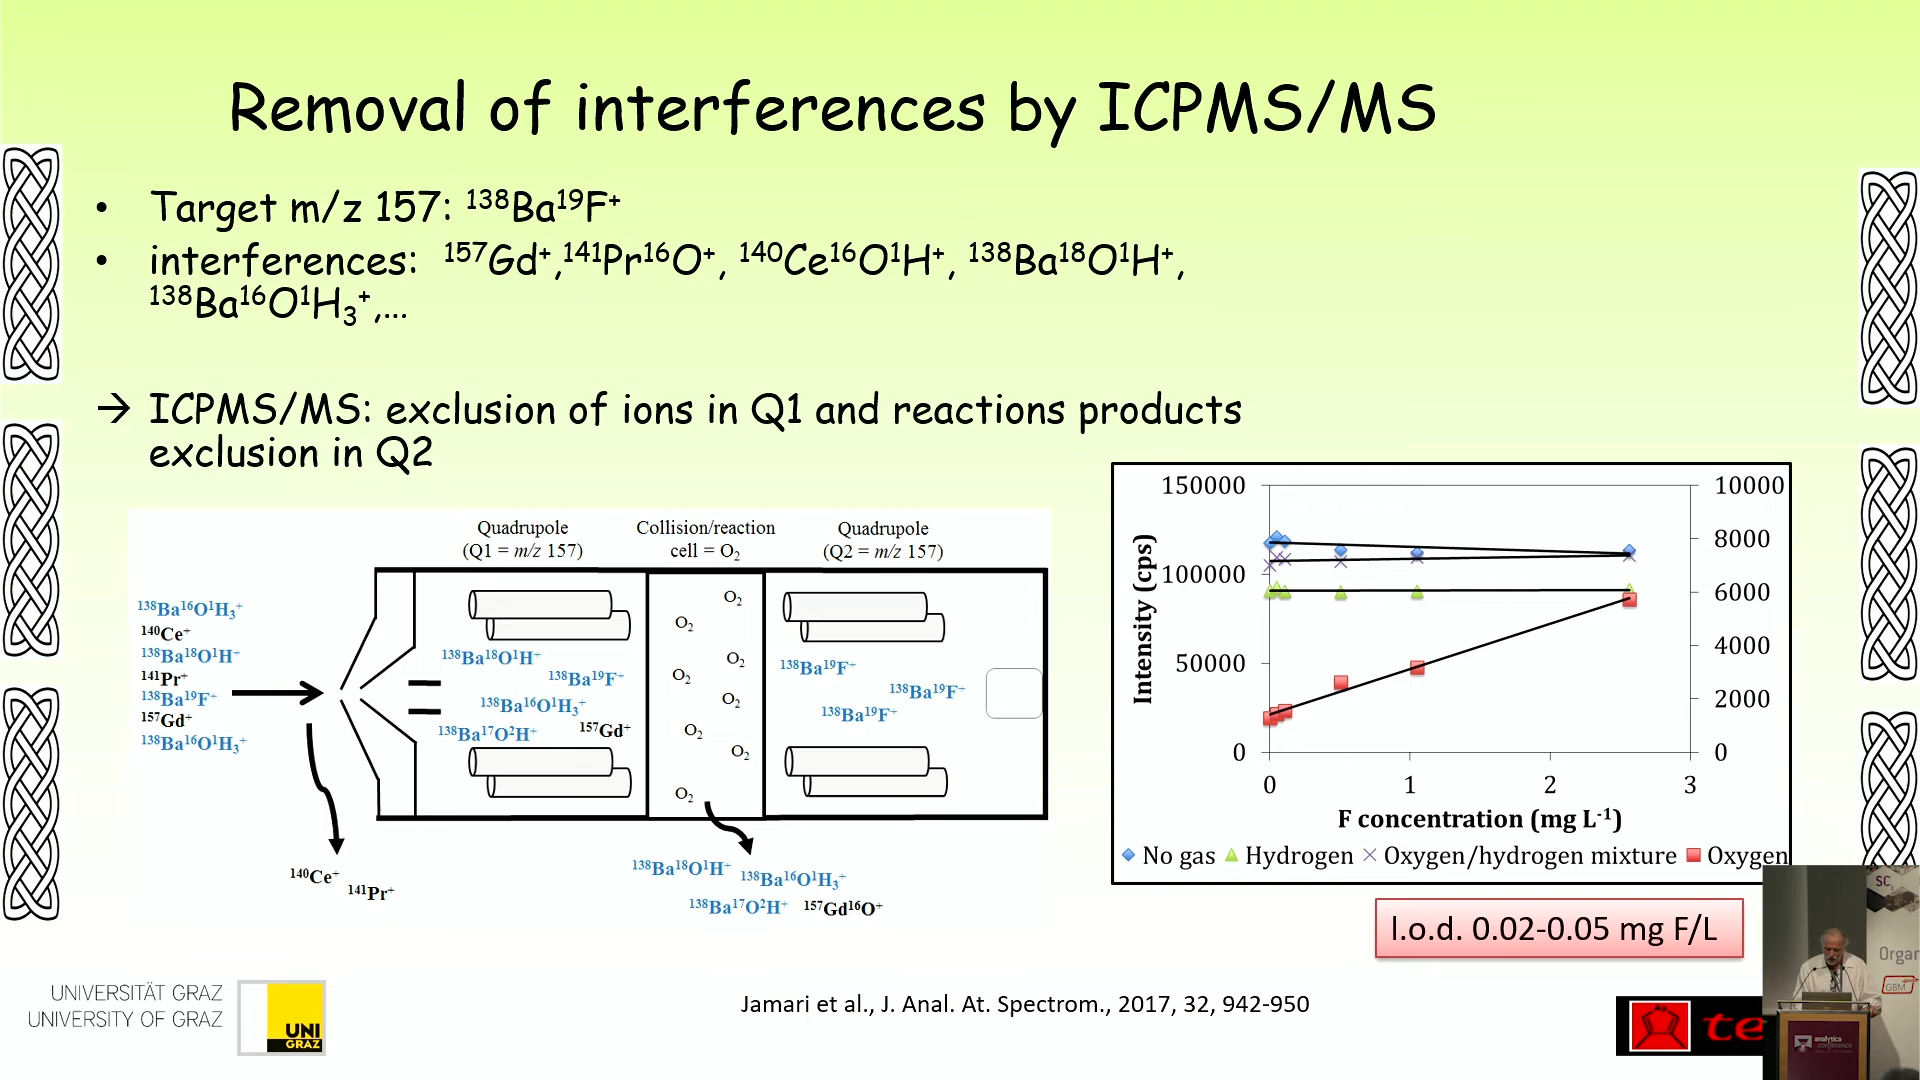 Removal of interferences by ICPMS/MS
• Target m/z 157: ¹³⁸Ba¹⁹F⁺
• interferences: ¹⁵⁷Gd⁺,¹⁴¹Pr¹⁶O⁺, ¹⁴⁰Ce¹⁶O¹H⁺, ¹³⁸Ba¹⁸O¹H⁺,
¹³⁸Ba¹⁶O¹H₃⁺,...
→ ICPMS/MS: exclusion of ions in Q1 and reactions products
exclusion in Q2
Quadrupole
(Q1 = m/z 157)
Collision/reaction
cell = O₂
Quadrupole
(Q2 = m/z 157)
¹³⁸Ba¹⁶O¹H₃⁺
¹⁴⁰Ce⁺
¹³⁸Ba¹⁸O¹H⁺
¹⁴¹Pr⁺
¹³⁸Ba¹⁹F⁺
¹⁵⁷Gd⁺
¹³⁸Ba¹⁶O¹H₃⁺
¹³⁸Ba¹⁸O¹H⁺
¹³⁸Ba¹⁹F⁺
¹³⁸Ba¹⁶O¹H₃⁺
¹³⁸Ba¹⁷O²H⁺ ¹⁵⁷Gd⁺
O₂
O₂
O₂
O₂
O₂
O₂
O₂
O₂
¹³⁸Ba¹⁹F⁺
¹³⁸Ba¹⁹F⁺
¹³⁸Ba¹⁹F⁺
¹⁴⁰Ce⁺
¹⁴¹Pr⁺
¹³⁸Ba¹⁸O¹H⁺ ¹³⁸Ba¹⁶O¹H₃⁺
¹³⁸Ba¹⁷O²H⁺ ¹⁵⁷Gd¹⁶O⁺
Intensity (cps)
150000
100000
50000
0
10000
8000
6000
4000
2000
0
0 1 2 3
F concentration (mg L⁻¹)
No gas Hydrogen Oxygen/hydrogen mixture Oxygen
l.o.d. 0.02-0.05 mg F/L
UNIVERSITÄT GRAZ
UNIVERSITY OF GRAZ
UNI
GRAZ
Jamari et al., J. Anal. At. Spectrom., 2017, 32, 942-950
te
SC
Organ
GBM
analytica
conference